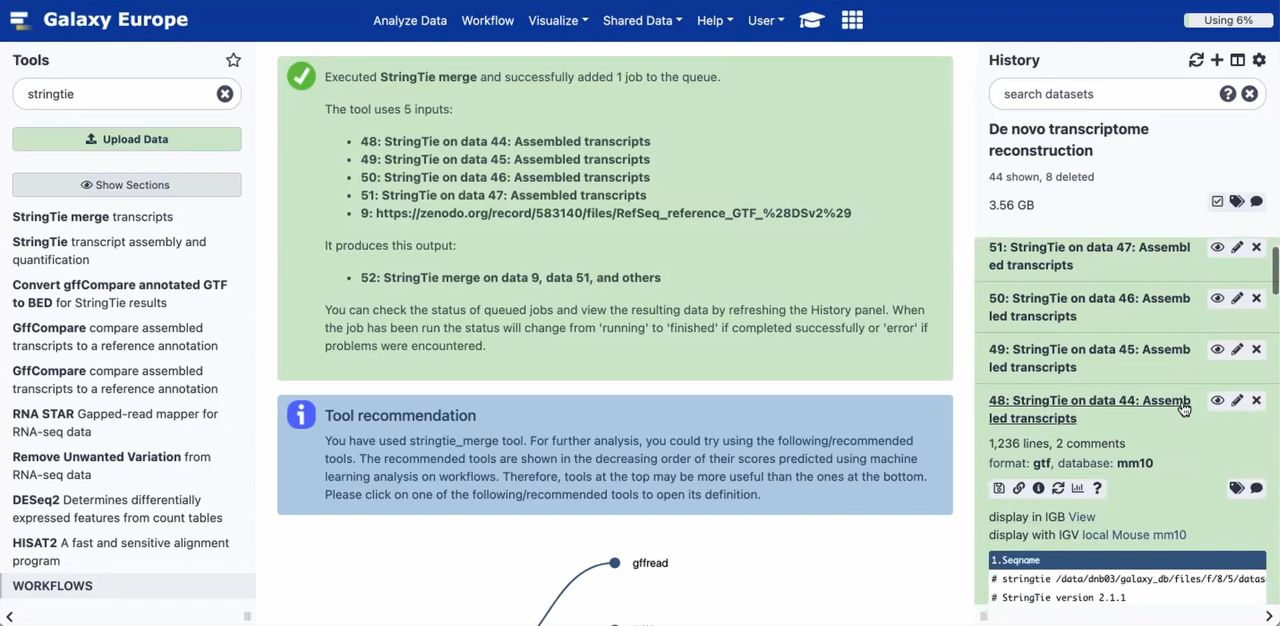 Galaxy Europe
Analyze Data Workflow Visualize Shared Data Help User Using 6%
Tools
stringtie
Upload Data
Show Sections
StringTie merge transcripts
StringTie transcript assembly and
quantification
Convert gffCompare annotated GTF
to BED for StringTie results
GffCompare compare assembled
transcripts to a reference annotation
GffCompare compare assembled
transcripts to a reference annotation
RNA STAR Gapped-read mapper for
RNA-seq data
Remove Unwanted Variation from
RNA-seq data
DESeq2 Determines differentially
expressed features from count tables
HISAT2 A fast and sensitive alignment
program
WORKFLOWS
Executed StringTie merge and successfully added 1 job to the queue.
The tool uses 5 inputs:
• 48: StringTie on data 44: Assembled transcripts
• 49: StringTie on data 45: Assembled transcripts
• 50: StringTie on data 46: Assembled transcripts
• 51: StringTie on data 47: Assembled transcripts
• 9: https://zenodo.org/record/583140/files/RefSeq_reference_GTF_%28DSv2%29
It produces this output:
• 52: StringTie merge on data 9, data 51, and others
You can check the status of queued jobs and view the resulting data by refreshing the History panel. When
the job has been run the status will change from 'running' to 'finished' if completed successfully or 'error' if
problems were encountered.
Tool recommendation
You have used stringtie_merge tool. For further analysis, you could try using the following/recommended
tools. The recommended tools are shown in the decreasing order of their scores predicted using machine
learning analysis on workflows. Therefore, tools at the top may be more useful than the ones at the bottom.
Please click on one of the following/recommended tools to open its definition.
gffread
History
search datasets
De novo transcriptome
reconstruction
44 shown, 8 deleted
3.56 GB
51: StringTie on data 47: Assembl
ed transcripts
50: StringTie on data 46: Assemb
led transcripts
49: StringTie on data 45: Assemb
led transcripts
48: StringTie on data 44: Assemb
led transcripts
1,236 lines, 2 comments
format: gtf, database: mm10
display in IGB View
display with IGV local Mouse mm10
1.Seqname
# stringtie /data/dnb03/galaxy_db/files/f/8/5/datas
# StringTie version 2.1.1